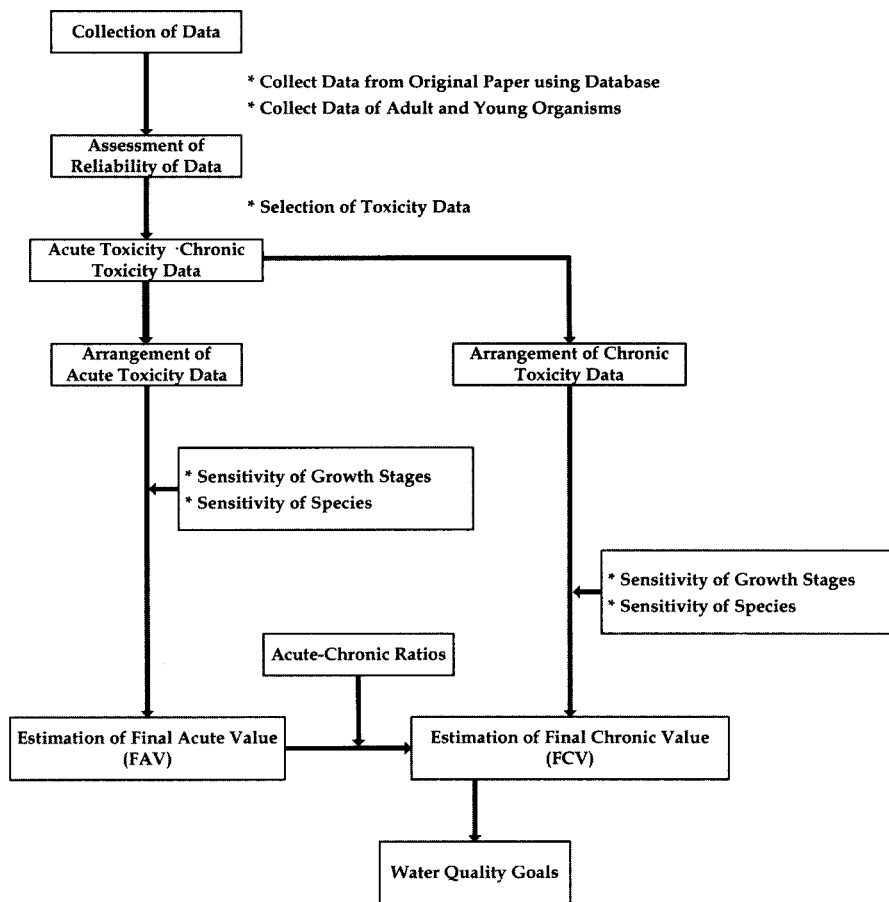 Collection of Data
* Collect Data from Original Paper using Database
* Collect Data of Adult and Young Organisms
Assessment of
Reliability of Data
* Selection of Toxicity Data
Acute Toxicity ·Chronic
Toxicity Data
Arrangement of
Acute Toxicity Data
Arrangement of Chronic
Toxicity Data
* Sensitivity of Growth Stages
* Sensitivity of Species
* Sensitivity of Growth Stages
* Sensitivity of Species
Acute-Chronic Ratios
Estimation of Final Acute Value
(FAV)
Estimation of Final Chronic Value
(FCV)
Water Quality Goals